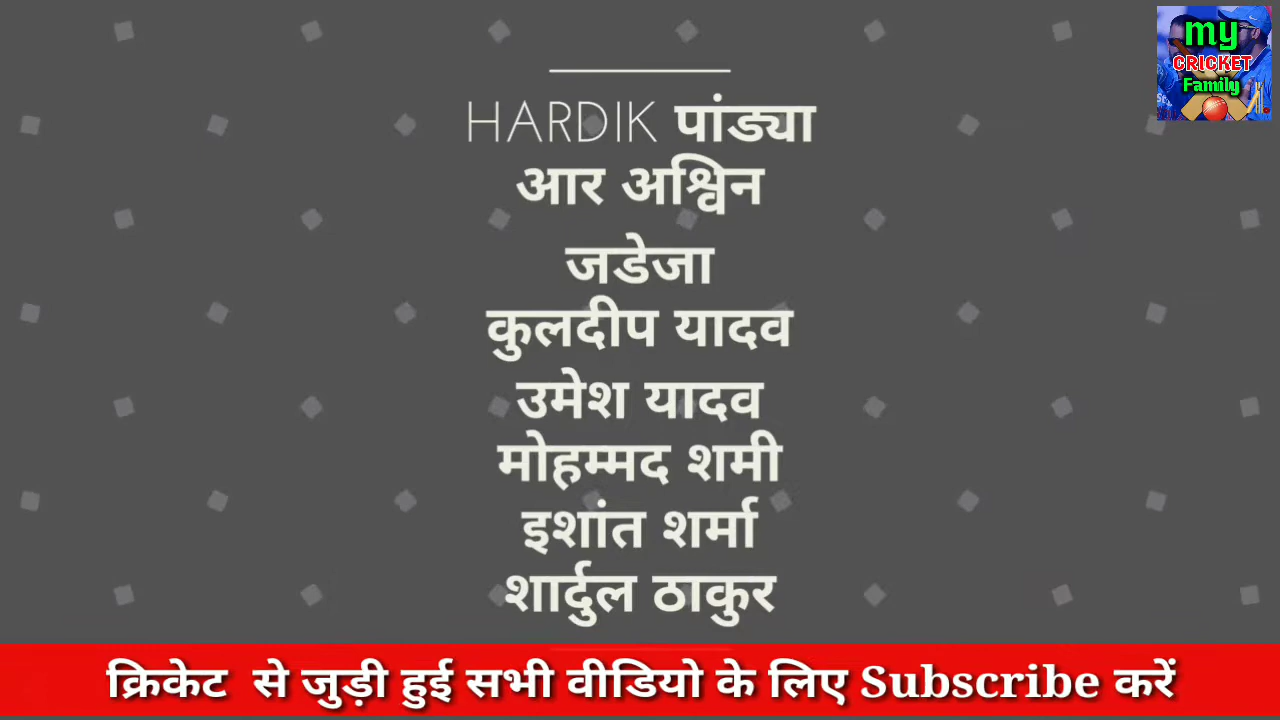 my
CRICKET
Family
HARDIK पांड्या
आर अश्विन
जडेजा
कुलदीप यादव
उमेश यादव
मोहम्मद शमी
इशांत शर्मा
शार्दुल ठाकुर
क्रिकेट से जुड़ी हुई सभी वीडियो के लिए Subscribe करें